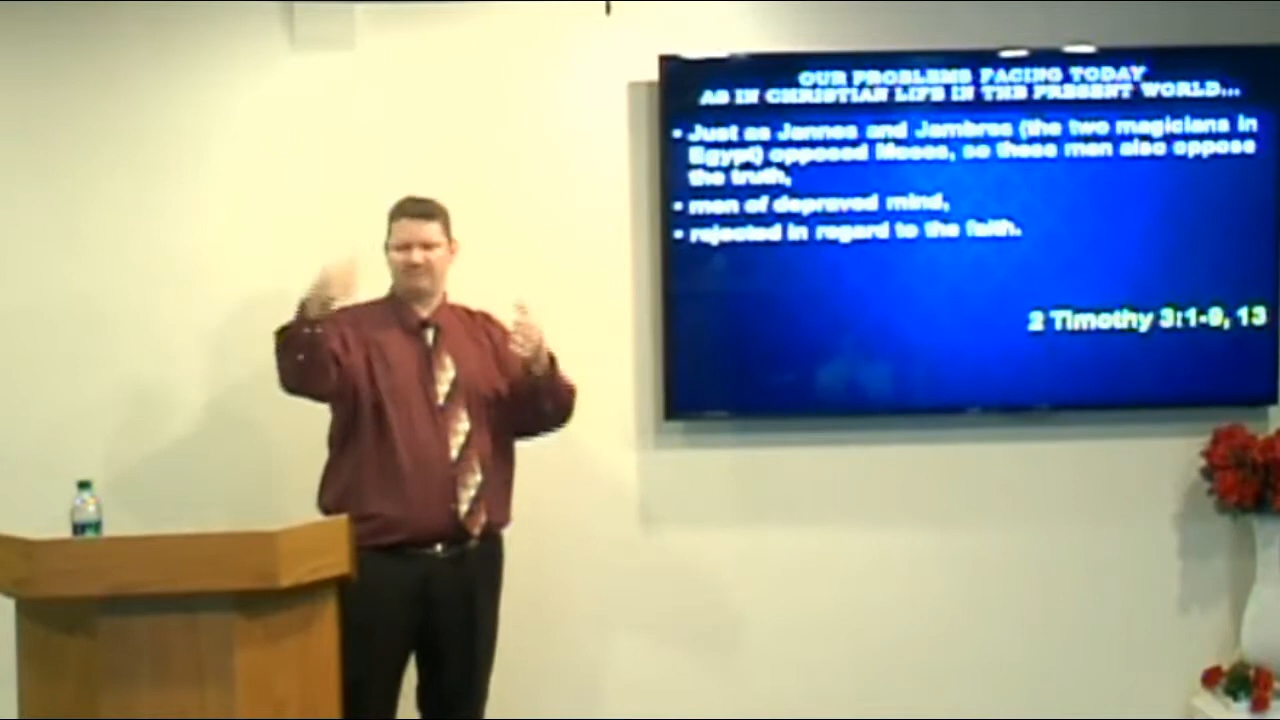 OUR PROBLEMS FACING TODAY
AS IN CHRISTIAN LIFE IN THE PRESENT WORLD...
• Just as Jannes and Jambres (the two magicians in
Egypt) opposed Moses, so these men also oppose
the truth,
• men of depraved mind,
• rejected in regard to the faith.
2 Timothy 3:1-9, 13